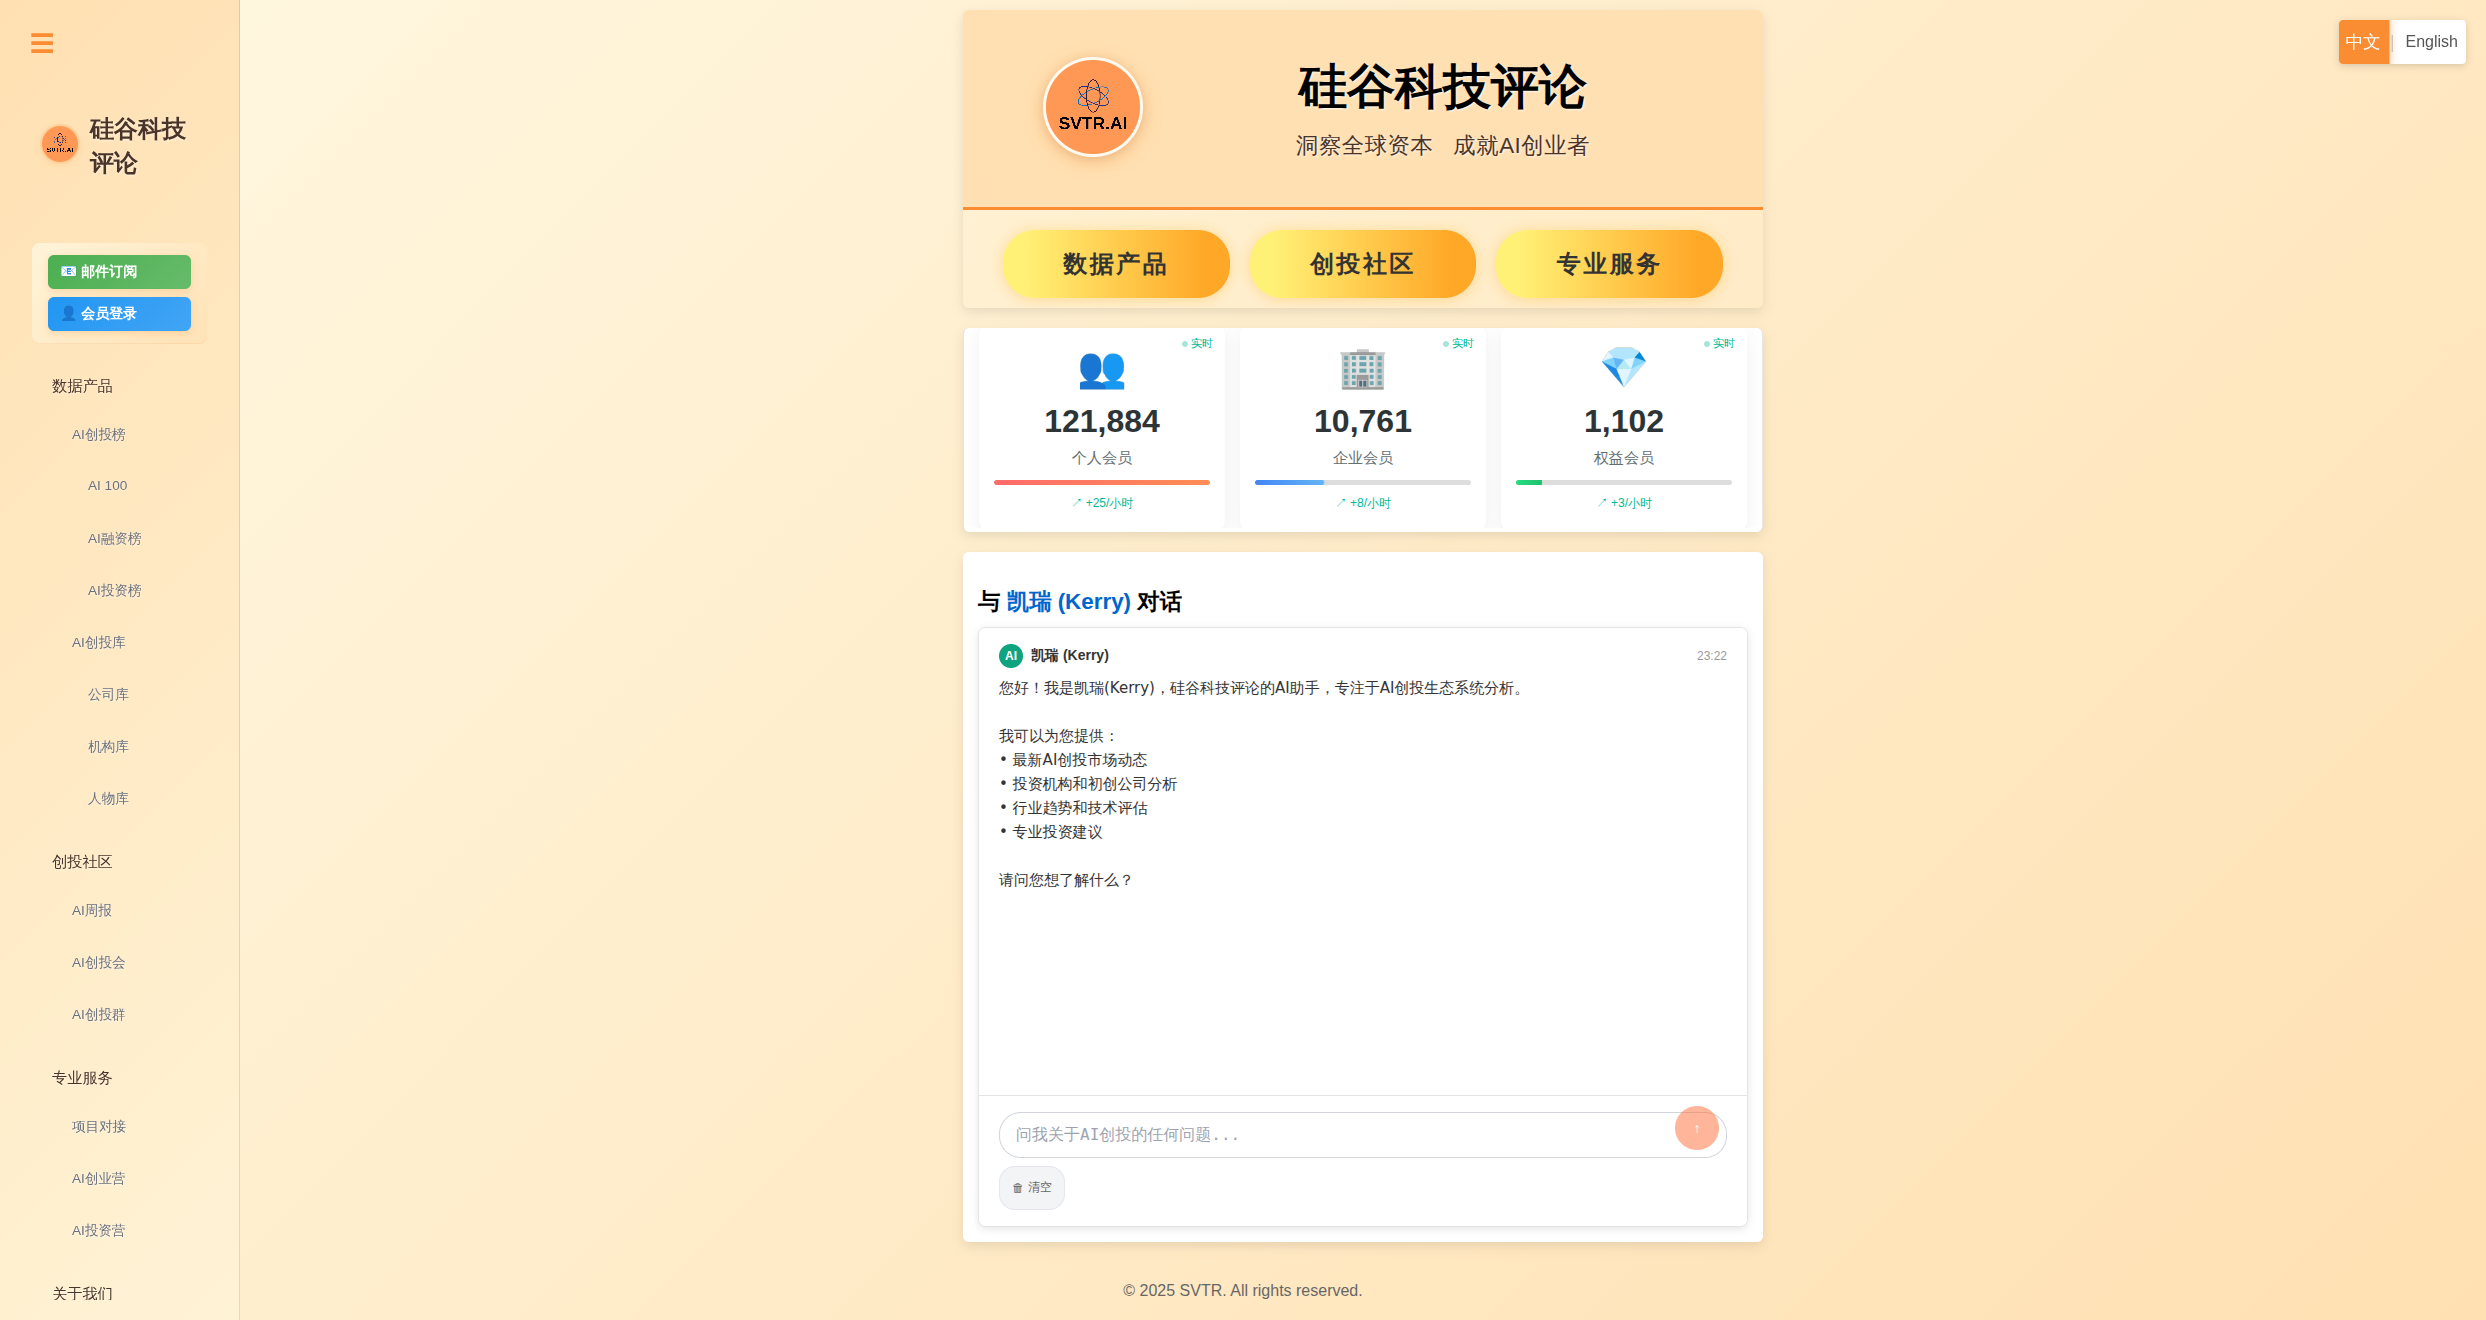 ☰
SVTR.AI
硅谷科技
评论
📧 邮件订阅
👤 会员登录
数据产品
AI创投榜
AI 100
AI融资榜
AI投资榜
AI创投库
公司库
机构库
人物库
创投社区
AI周报
AI创投会
AI创投群
专业服务
项目对接
AI创业营
AI投资营
关于我们
中文 | English
SVTR.AI
硅谷科技评论
洞察全球资本 成就AI创业者
数据产品
创投社区
专业服务
实时
👥
121,884
个人会员
↗ +25/小时
实时
🏢
10,761
企业会员
↗ +8/小时
实时
💎
1,102
权益会员
↗ +3/小时
与 凯瑞 (Kerry) 对话
AI 凯瑞 (Kerry) 23:22
您好！我是凯瑞(Kerry)，硅谷科技评论的AI助手，专注于AI创投生态系统分析。
我可以为您提供：
• 最新AI创投市场动态
• 投资机构和初创公司分析
• 行业趋势和技术评估
• 专业投资建议
请问您想了解什么？
问我关于AI创投的任何问题...
↑
🗑 清空
© 2025 SVTR. All rights reserved.